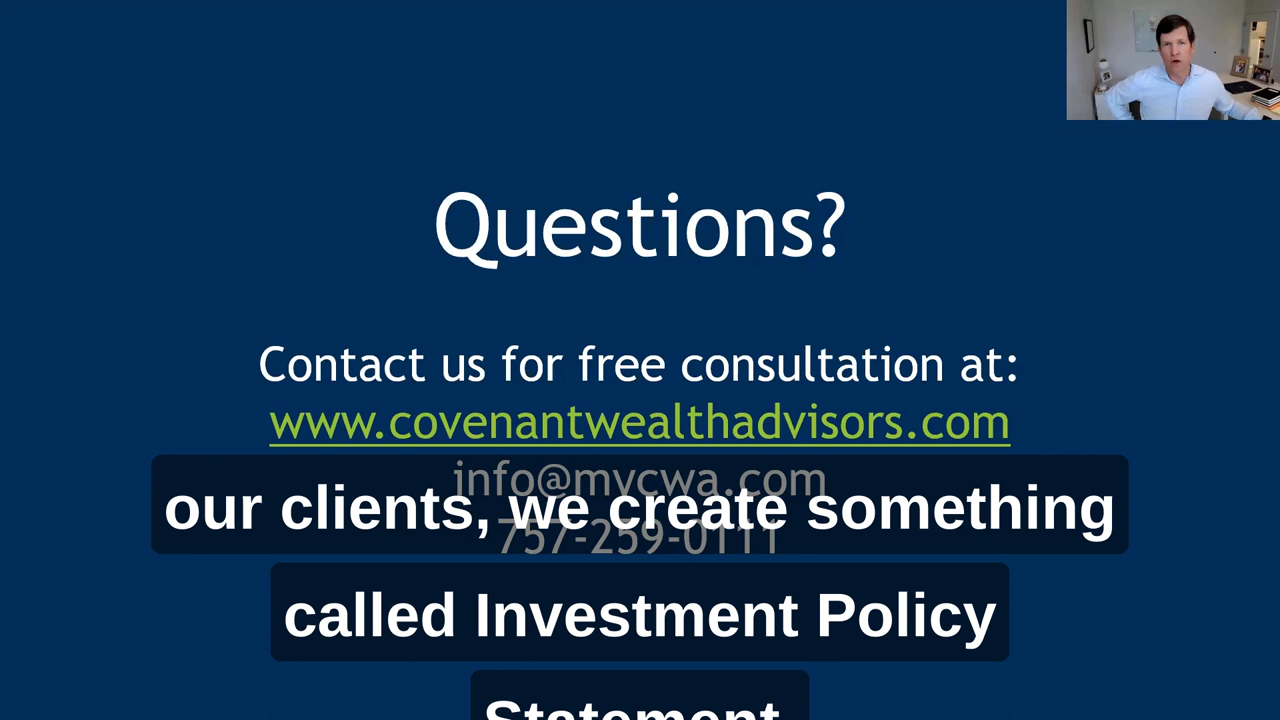 Questions?
Contact us for free consultation at:
www.covenantwealthadvisors.com
info@mycwa.com
our clients, we create something
757-259-0111
called Investment Policy
Statement